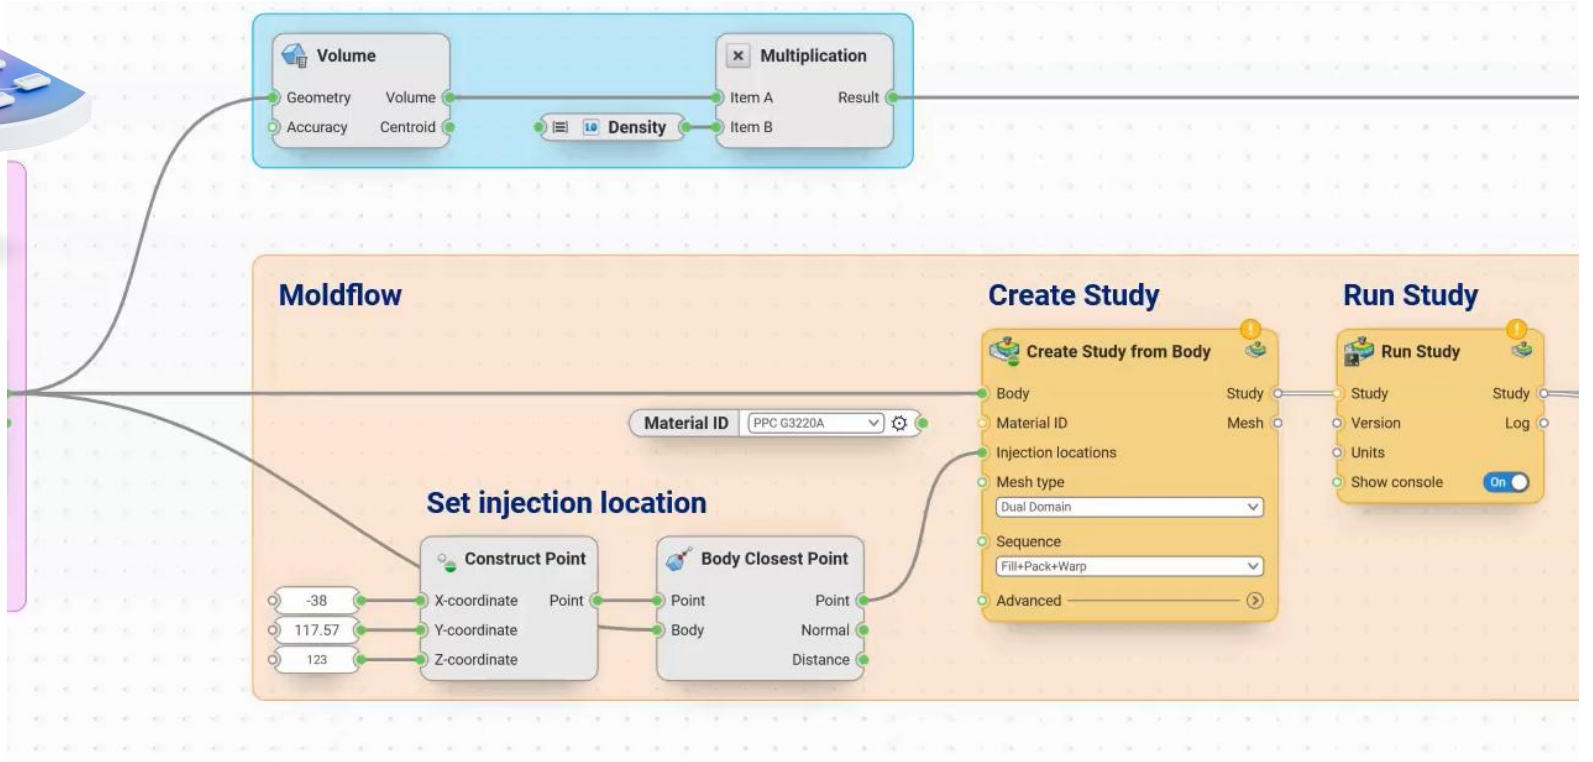 Volume
Geometry Volume
Accuracy Centroid
Multiplication
Item A Result
Item B
1.0 Density
Moldflow
Create Study
Run Study
Create Study from Body
Body Study
Material ID Mesh
Injection locations
Mesh type
Dual Domain
Sequence
Fill+Pack+Warp
Advanced
Run Study
Study Study
Version Log
Units
Show console On
Material ID PPC G3220A
Set injection location
Construct Point
X-coordinate Point
Y-coordinate
Z-coordinate
-38
117.57
123
Body Closest Point
Point Point
Body Normal
Distance